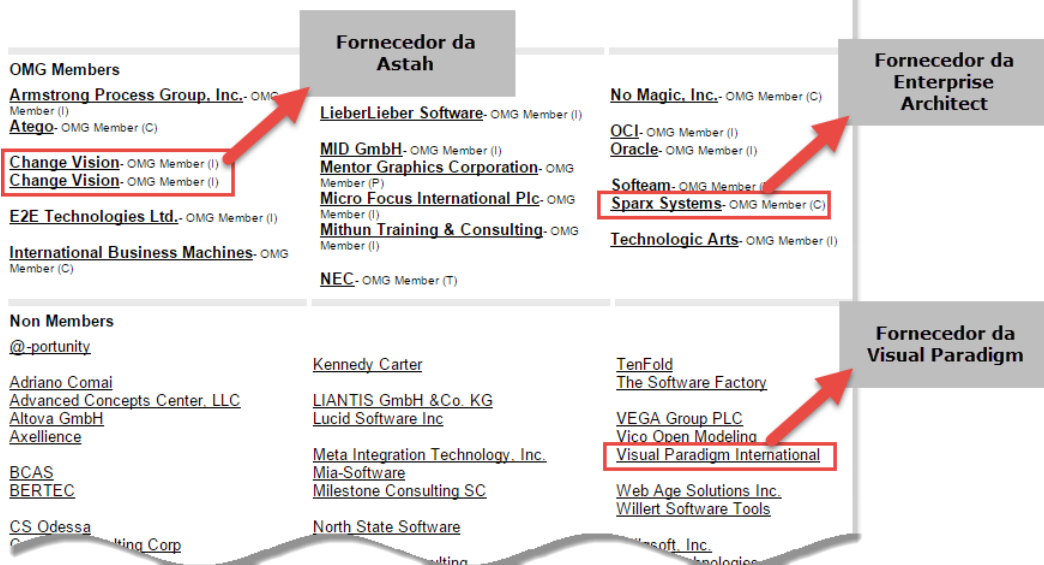 Fornecedor da
Astah
Fornecedor da
Enterprise
Architect
OMG Members
Armstrong Process Group, Inc.- OMG
Member (I)
Atego- OMG Member (C)
Change Vision- OMG Member (I)
Change Vision- OMG Member (I)
E2E Technologies Ltd.- OMG Member (I)
International Business Machines- OMG
Member (C)
LieberLieber Software- OMG Member (I)
MID GmbH- OMG Member (I)
Mentor Graphics Corporation- OMG
Member (P)
Micro Focus International Plc- OMG
Member (I)
Mithun Training & Consulting- OMG
Member (I)
NEC- OMG Member (T)
No Magic, Inc.- OMG Member (C)
OCI- OMG Member (I)
Oracle- OMG Member (I)
Softeam- OMG Member
Sparx Systems- OMG Member (C)
Technologic Arts- OMG Member (I)
Fornecedor da
Visual Paradigm
Non Members
@-portunity
Adriano Comai
Advanced Concepts Center, LLC
Altova GmbH
Axellience
BCAS
BERTEC
CS Odessa
Corp
Kennedy Carter
LIANTIS GmbH &Co. KG
Lucid Software Inc
Meta Integration Technology, Inc.
Mia-Software
Milestone Consulting SC
North State Software
TenFold
The Software Factory
VEGA Group PLC
Vico Open Modeling
Visual Paradigm International
Web Age Solutions Inc.
Willert Software Tools
Inc.